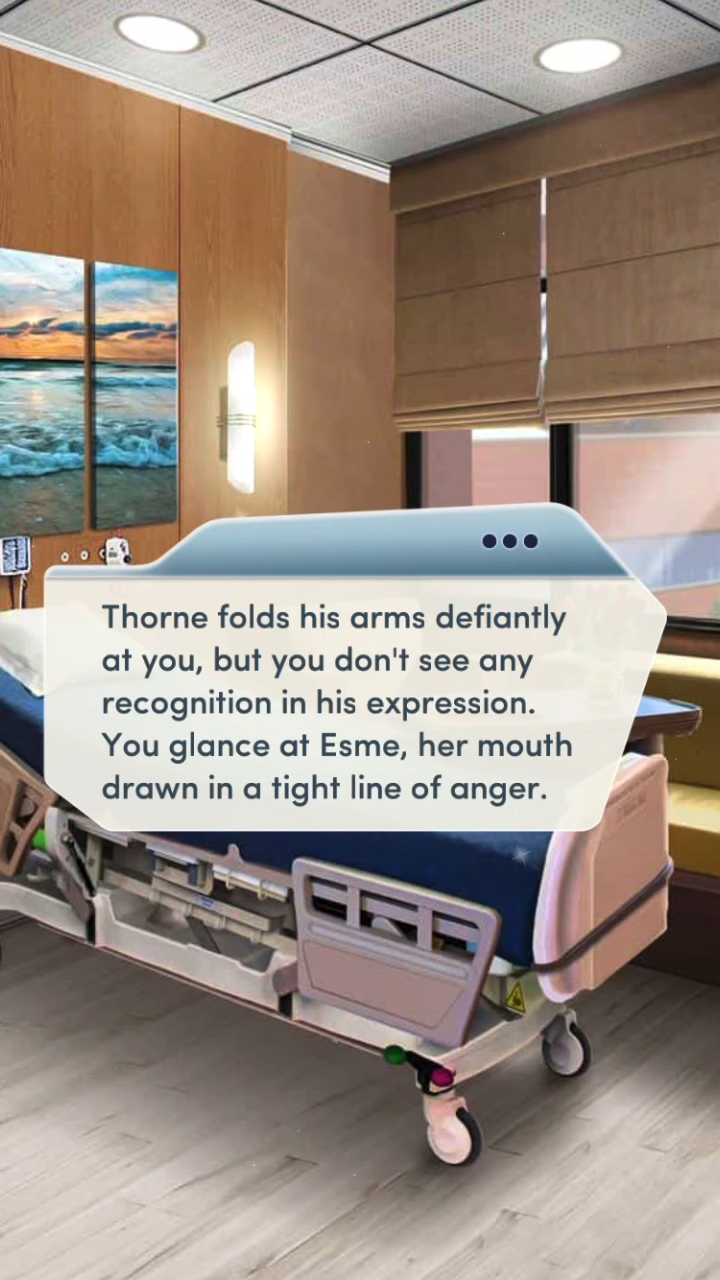 Thorne folds his arms defiantly
at you, but you don't see any
recognition in his expression.
You glance at Esme, her mouth
drawn in a tight line of anger.